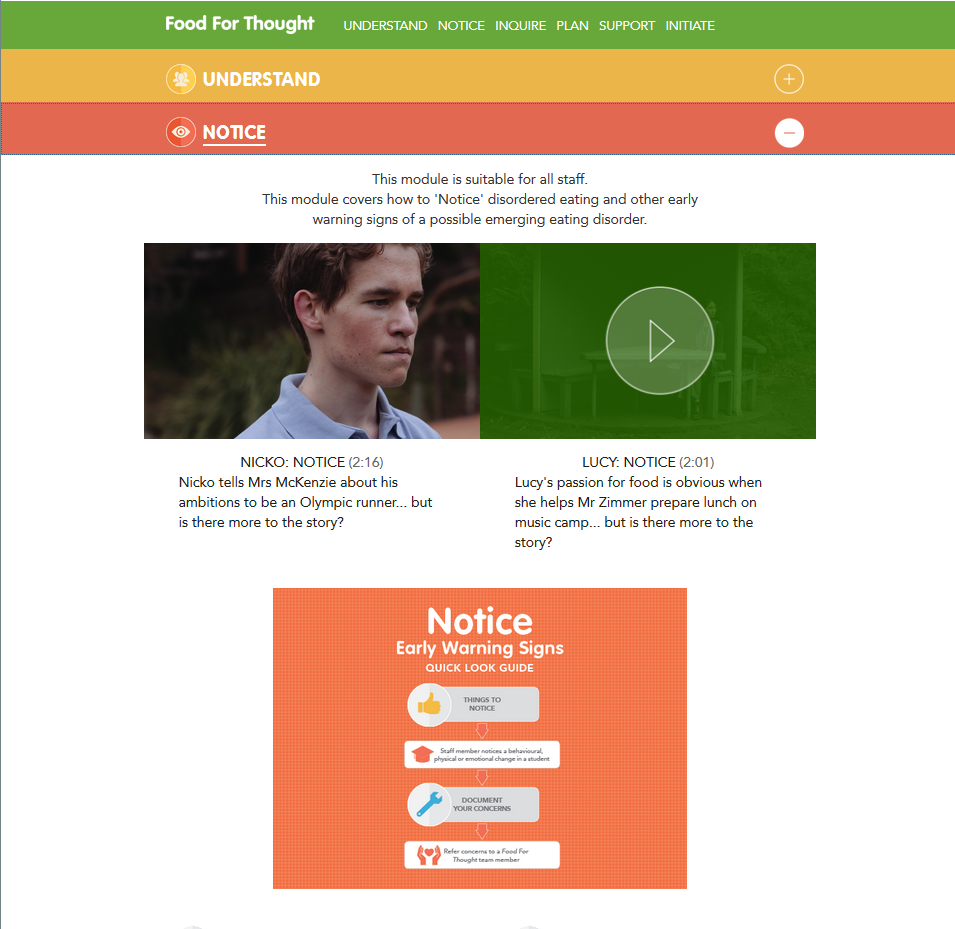 Food For Thought UNDERSTAND NOTICE INQUIRE PLAN SUPPORT INITIATE
UNDERSTAND
NOTICE
This module is suitable for all staff.
This module covers how to 'Notice' disordered eating and other early
warning signs of a possible emerging eating disorder.
NICKO: NOTICE (2:16)
Nicko tells Mrs McKenzie about his
ambitions to be an Olympic runner... but
is there more to the story?
LUCY: NOTICE (2:01)
Lucy's passion for food is obvious when
she helps Mr Zimmer prepare lunch on
music camp... but is there more to the
story?
Notice
Early Warning Signs
QUICK LOOK GUIDE
THINGS TO
NOTICE
Staff member notices a behavioural,
physical or emotional change in a student
DOCUMENT
YOUR CONCERNS
Refer concerns to a Food For
Thought team member